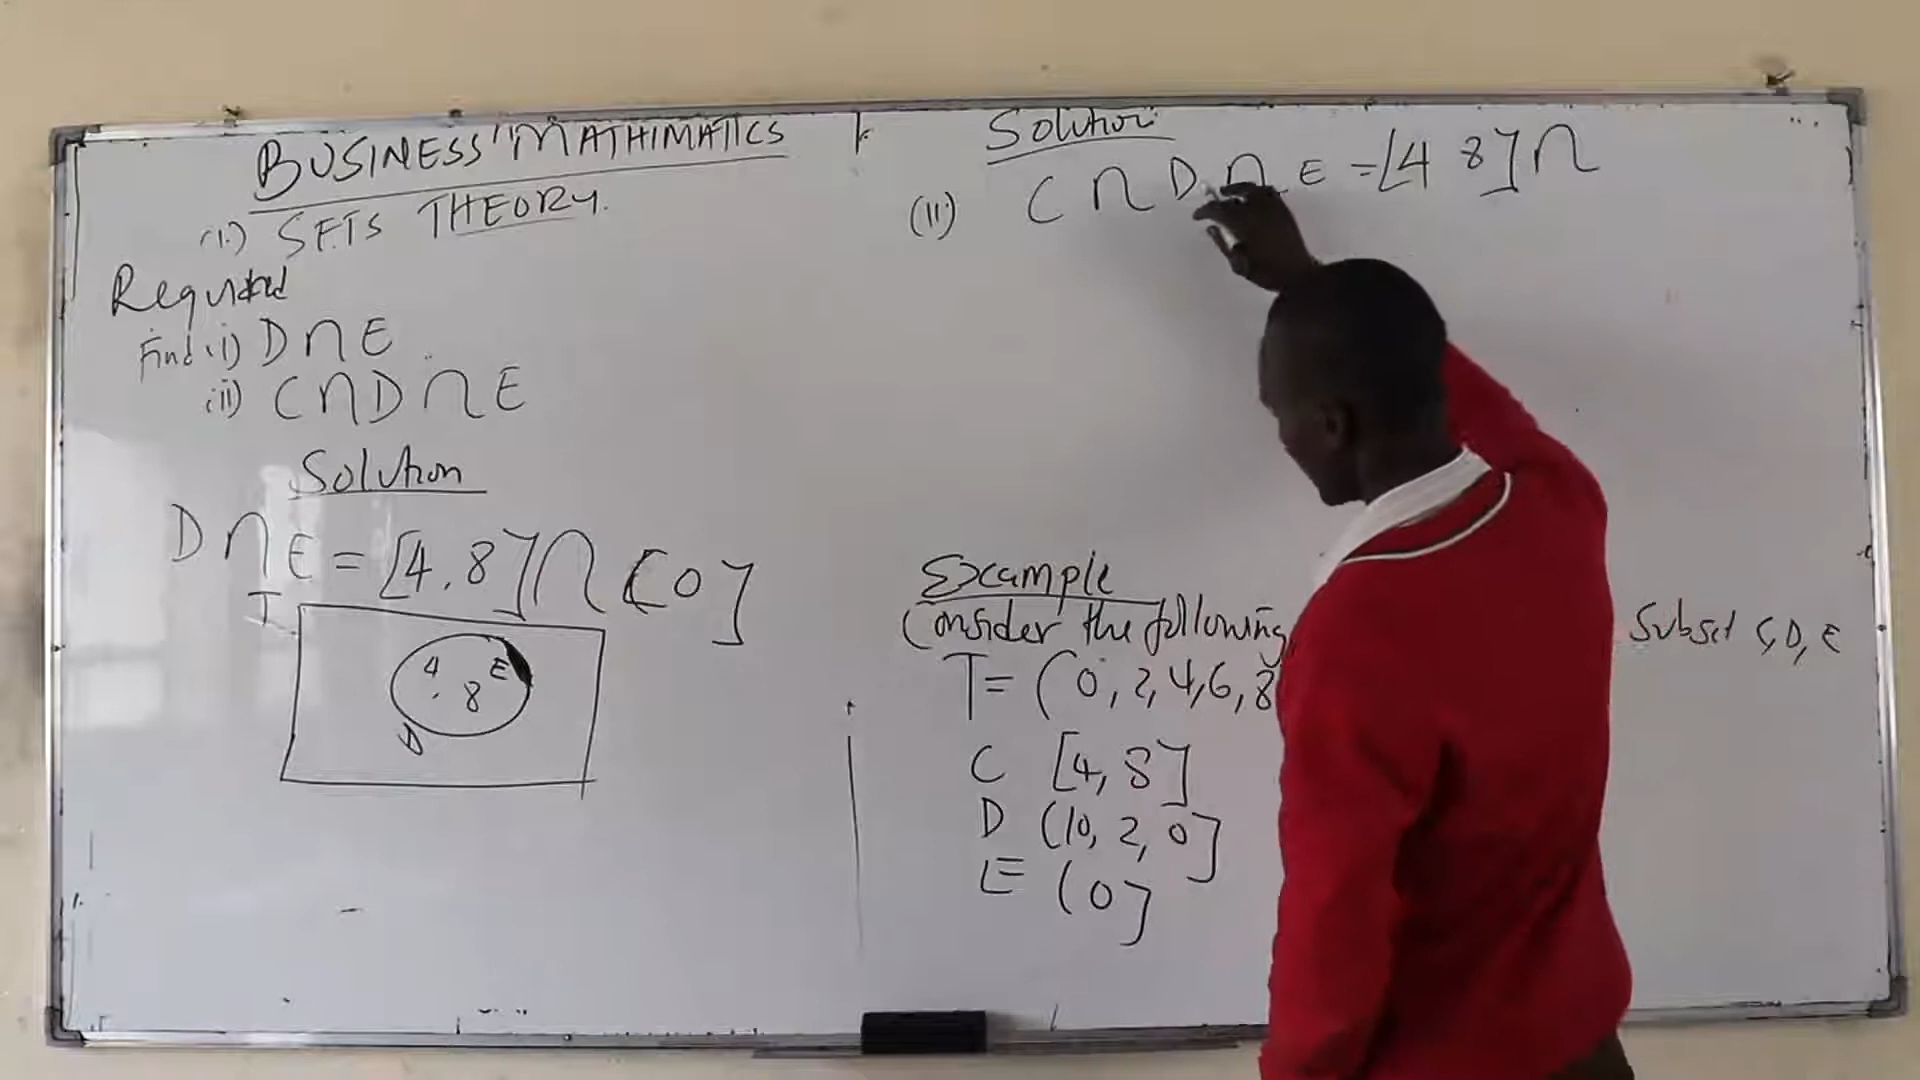 BUSINESS MATHIMATICS
(i.) SETS THEORY.
Required
Find (i) D∩E
(ii) C∩D∩E
Solution
D∩E = [4,8]∩[0]
I
4 E
8
D
Solution
(ii) C∩D∩E = [4 8]∩
Example
Consider the following Subset C,D,E
T= (0,2,4,6,8
C [4,8]
D (10,2,0]
E (0]